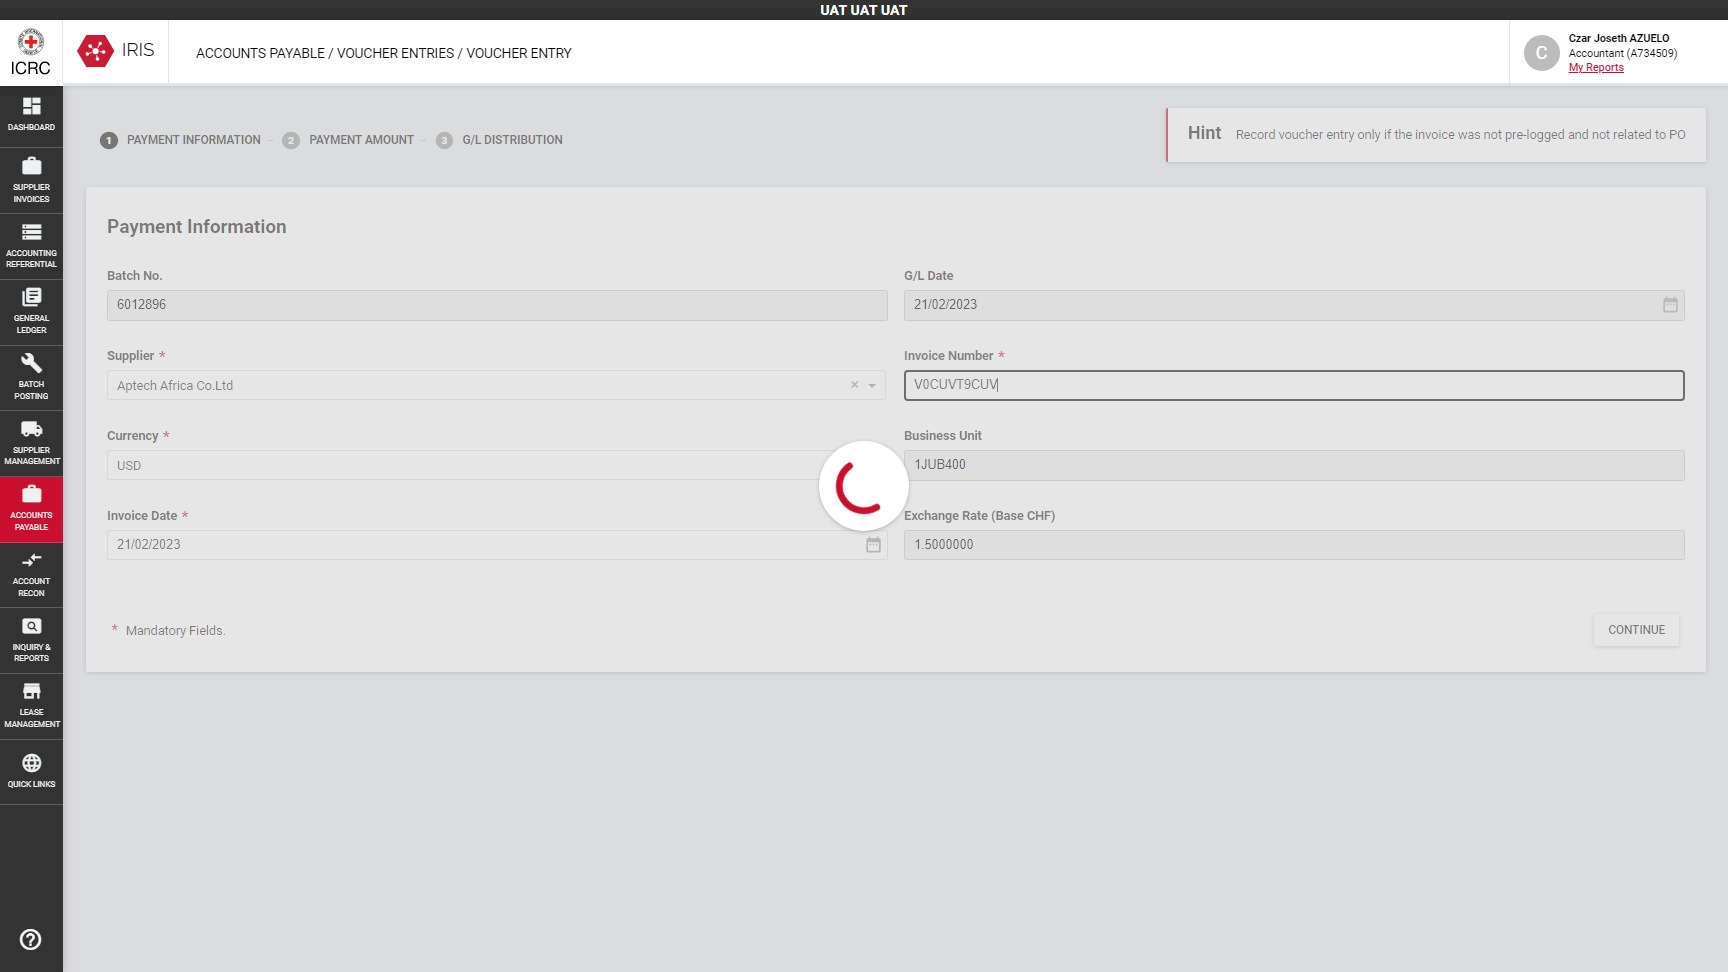 UAT UAT UAT
ICRC
IRIS
ACCOUNTS PAYABLE / VOUCHER ENTRIES / VOUCHER ENTRY
C
Czar Joseth AZUELO
Accountant (A734509)
My Reports
DASHBOARD
SUPPLIER
INVOICES
ACCOUNTING
REFERENTIAL
GENERAL
LEDGER
BATCH
POSTING
SUPPLIER
MANAGEMENT
ACCOUNTS
PAYABLE
ACCOUNT
RECON
INQUIRY &
REPORTS
LEASE
MANAGEMENT
QUICK LINKS
1 PAYMENT INFORMATION - 2 PAYMENT AMOUNT - 3 G/L DISTRIBUTION
Hint Record voucher entry only if the invoice was not pre-logged and not related to PO
Payment Information
Batch No.
6012896
G/L Date
21/02/2023
Supplier *
Aptech Africa Co.Ltd
Invoice Number *
V0CUVT9CUV
Currency *
USD
Business Unit
1JUB400
Invoice Date *
21/02/2023
Exchange Rate (Base CHF)
1.5000000
* Mandatory Fields.
CONTINUE